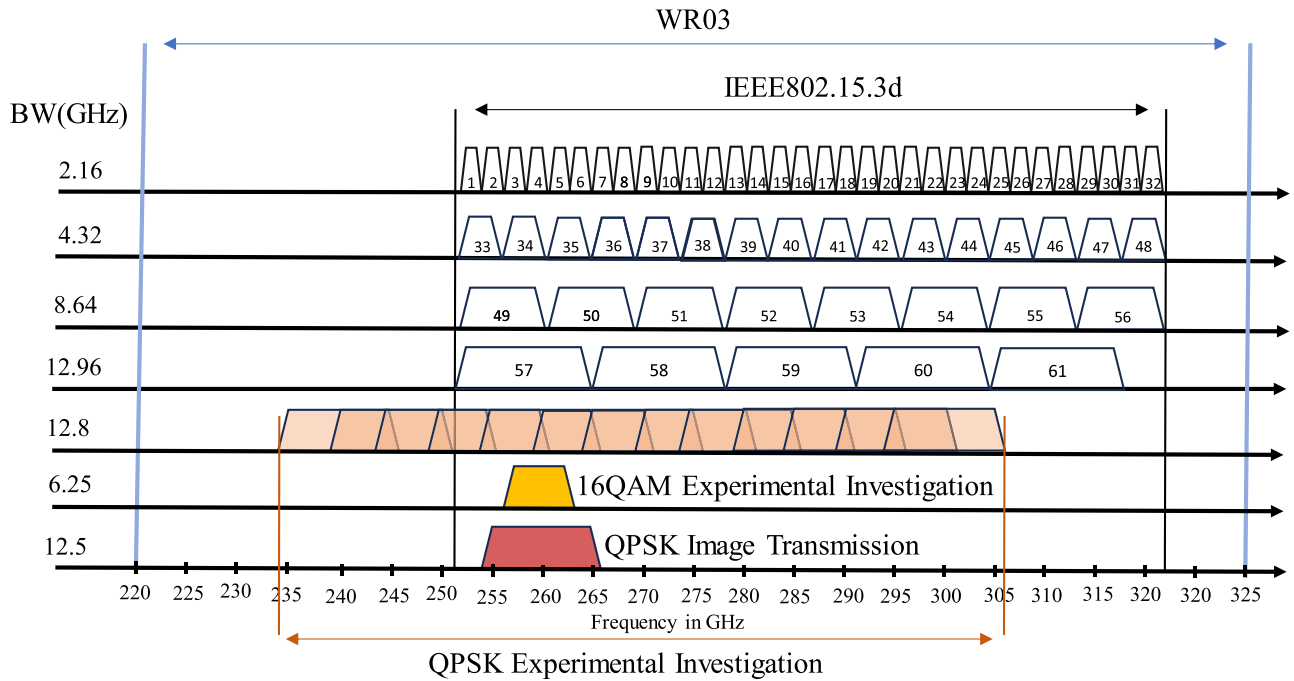 WR03
IEEE802.15.3d
BW(GHz)
2.16
1 2 3 4 5 6 7 8 9 10 11 12 13 14 15 16 17 18 19 20 21 22 23 24 25 26 27 28 29 30 31 32
4.32
33 34 35 36 37 38 39 40 41 42 43 44 45 46 47 48
8.64
49 50 51 52 53 54 55 56
12.96
57 58 59 60 61
12.8
6.25
16QAM Experimental Investigation
12.5
QPSK Image Transmission
220 225 230 235 240 245 250 255 260 265 270 275 280 285 290 295 300 305 310 315 320 320 325
Frequency in GHz
QPSK Experimental Investigation